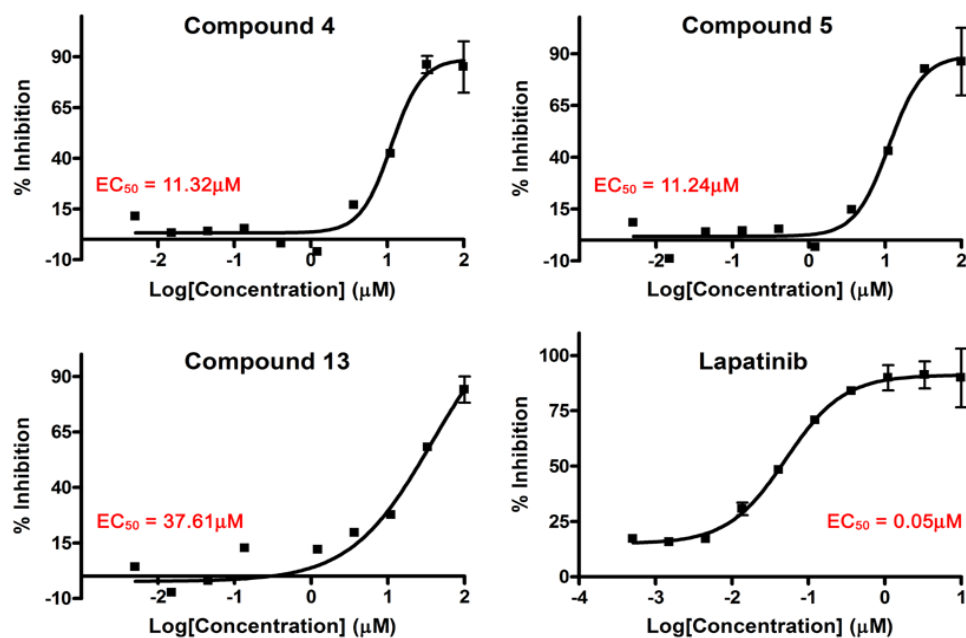 Compound 4
% Inhibition
90
65
40
15
-10
EC₅₀ = 11.32μM
-2 -1 0 1 2
Log[Concentration] (μM)
Compound 5
% Inhibition
90
65
40
15
-10
EC₅₀ = 11.24μM
-2 -1 0 1 2
Log[Concentration] (μM)
Compound 13
% Inhibition
90
65
40
15
-10
EC₅₀ = 37.61μM
-2 -1 0 1 2
Log[Concentration] (μM)
Lapatinib
% Inhibition
100
75
50
25
0
EC₅₀ = 0.05μM
-4 -3 -2 -1 0 1
Log[Concentration] (μM)